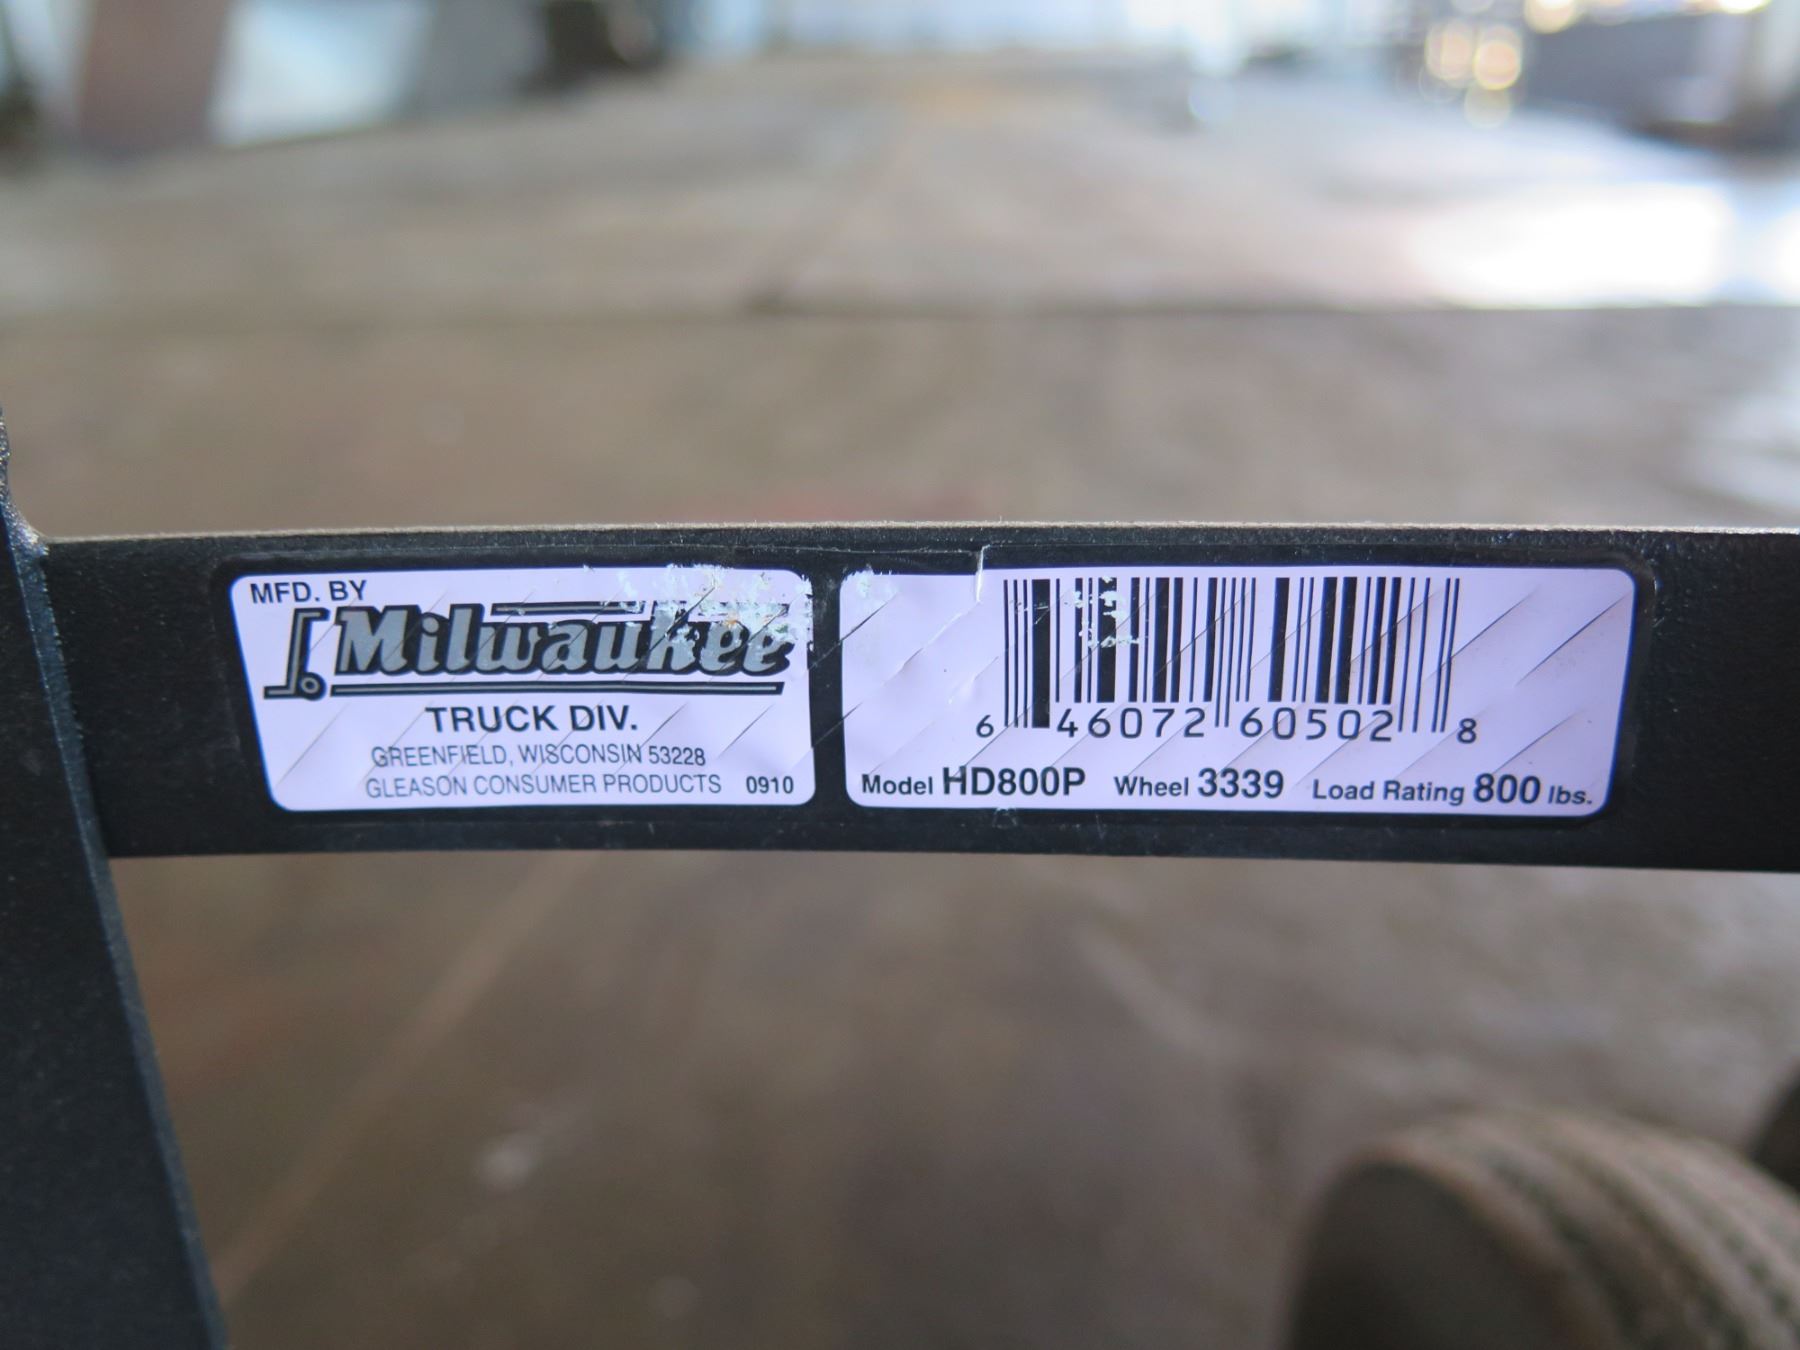 MFD. BY
Milwaukee
TRUCK DIV.
GREENFIELD, WISCONSIN 53228
GLEASON CONSUMER PRODUCTS 0910
6 46072 60502 8
Model HD800P Wheel 3339 Load Rating 800 lbs.